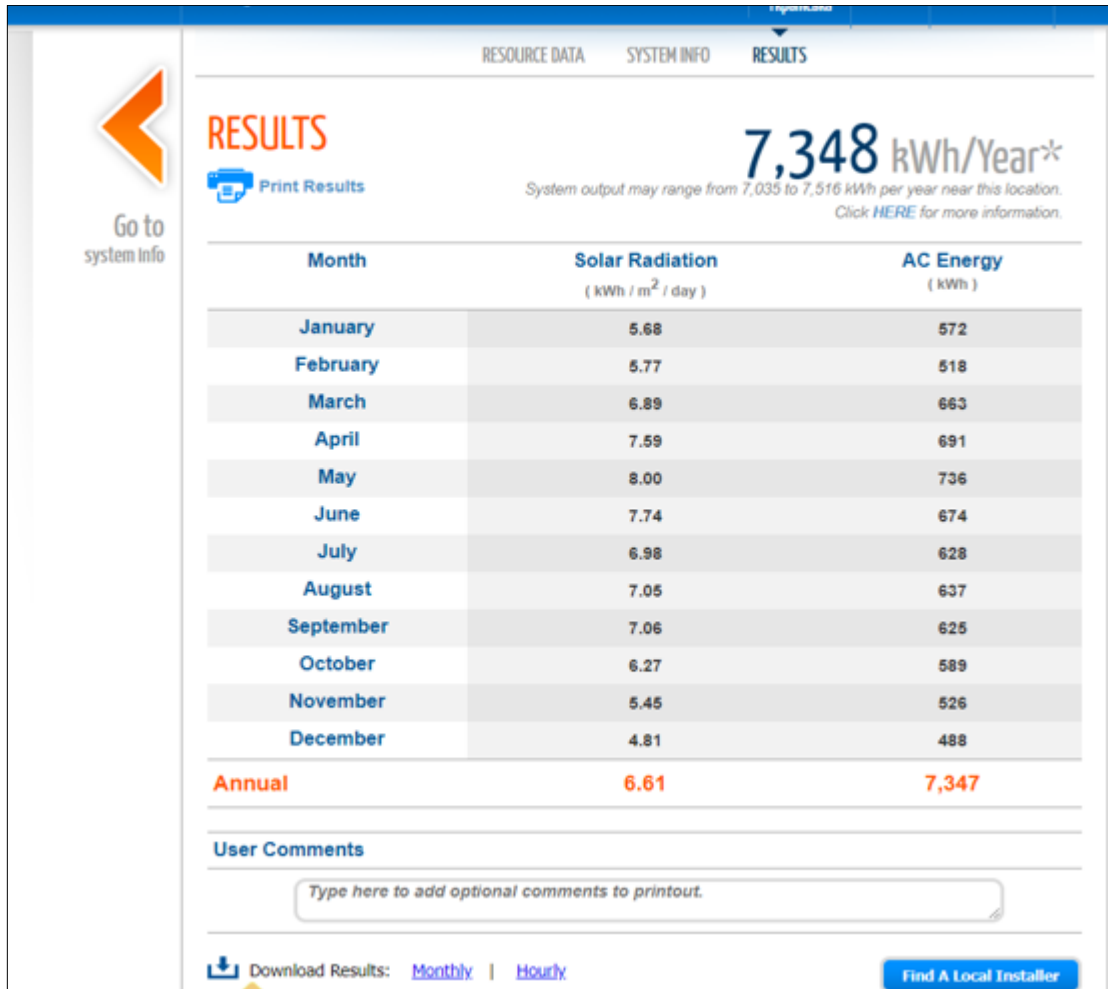 RESOURCE DATA SYSTEM INFO RESULTS
RESULTS
7,348 kWh/Year*
Print Results
System output may range from 7,035 to 7,516 kWh per year near this location.
Click HERE for more information.
Go to
system info
Month Solar Radiation AC Energy
( kWh / m2 / day ) ( kWh )
January 5.68 572
February 5.77 518
March 6.89 663
April 7.59 691
May 8.00 736
June 7.74 674
July 6.98 628
August 7.05 637
September 7.06 625
October 6.27 589
November 5.45 526
December 4.81 488
Annual 6.61 7,347
User Comments
Type here to add optional comments to printout.
Download Results: Monthly | Hourly
Find A Local Installer